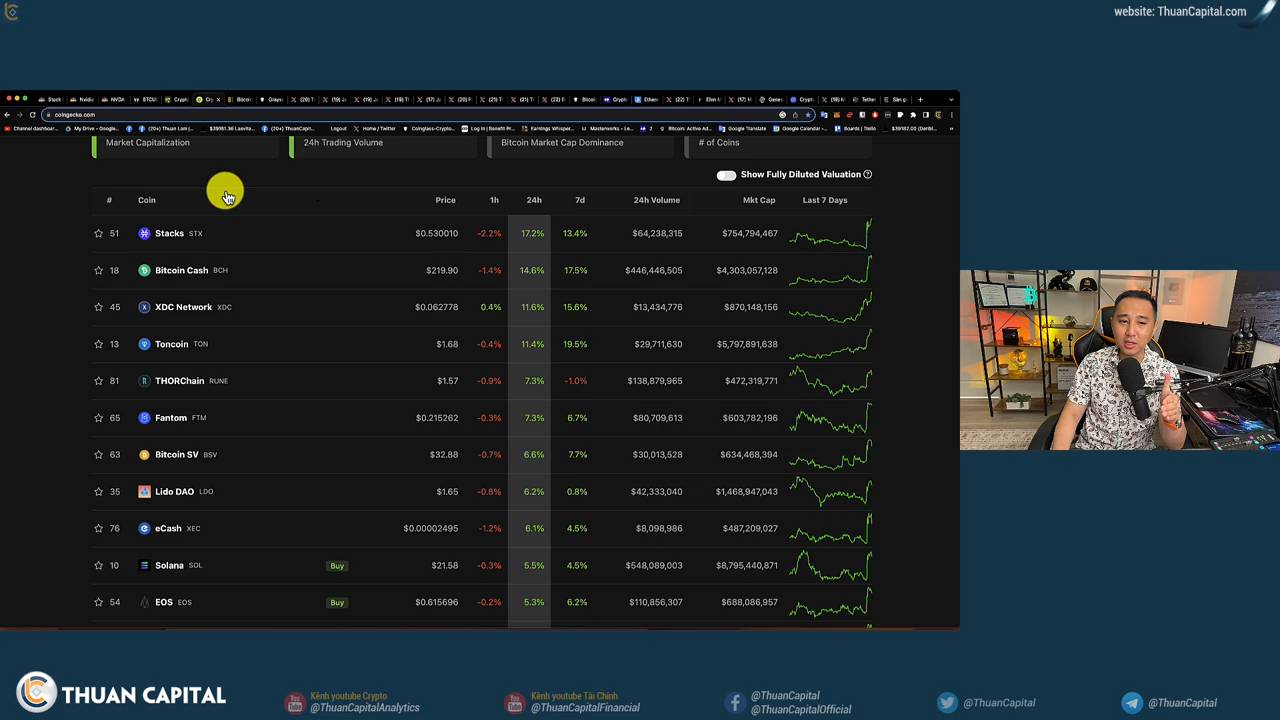 website: ThuanCapital.com
coingecko.com
Market Capitalization
24h Trading Volume
Bitcoin Market Cap Dominance
# of Coins
Show Fully Diluted Valuation
# Coin Price 1h 24h 7d 24h Volume Mkt Cap Last 7 Days
51 Stacks STX $0.530010 -2.2% 17.2% 13.4% $64,238,315 $754,794,467
18 Bitcoin Cash BCH $219.90 -1.4% 14.6% 17.5% $446,446,505 $4,303,057,128
45 XDC Network XDC $0.062778 0.4% 11.6% 15.6% $13,434,776 $870,148,156
13 Toncoin TON $1.68 -0.4% 11.4% 19.5% $29,711,630 $5,797,891,638
81 THORChain RUNE $1.57 -0.9% 7.3% -1.0% $138,879,965 $472,319,771
65 Fantom FTM $0.215262 -0.3% 7.3% 6.7% $80,709,613 $603,782,196
63 Bitcoin SV BSV $32.88 -0.7% 6.6% 7.7% $30,013,528 $634,468,394
35 Lido DAO LDO $1.65 -0.8% 6.2% 0.8% $42,333,040 $1,468,947,043
76 eCash XEC $0.00002495 -1.2% 6.1% 4.5% $8,098,986 $487,209,027
10 Solana SOL Buy $21.58 -0.3% 5.5% 4.5% $548,089,003 $8,795,440,871
54 EOS EOS Buy $0.615696 -0.2% 5.3% 6.2% $110,856,307 $688,086,957
THUAN CAPITAL
Kênh youtube Crypto
@ThuanCapitalAnalytics
Kênh youtube Tài Chính
@ThuanCapitalFinancial
@ThuanCapital
@ThuanCapitalOfficial
@ThuanCapital
@ThuanCapital